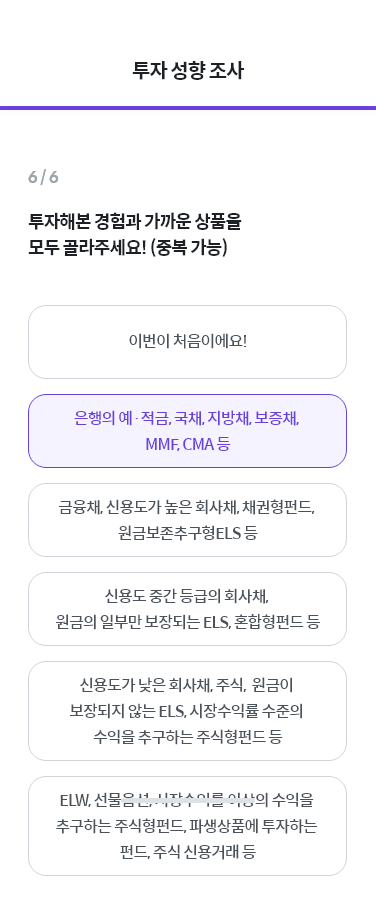 투자 성향 조사
6 / 6
투자해본 경험과 가까운 상품을
모두 골라주세요! (중복 가능)
이번이 처음이에요!
은행의 예·적금, 국채, 지방채, 보증채,
MMF, CMA 등
금융채, 신용도가 높은 회사채, 채권형펀드,
원금보존추구형ELS 등
신용도 중간 등급의 회사채,
원금의 일부만 보장되는 ELS, 혼합형펀드 등
신용도가 낮은 회사채, 주식, 원금이
보장되지 않는 ELS, 시장수익률 수준의
수익을 추구하는 주식형펀드 등
ELW, 선물옵션, 시장수익률 이상의 수익을
추구하는 주식형펀드, 파생상품에 투자하는
펀드, 주식 신용거래 등